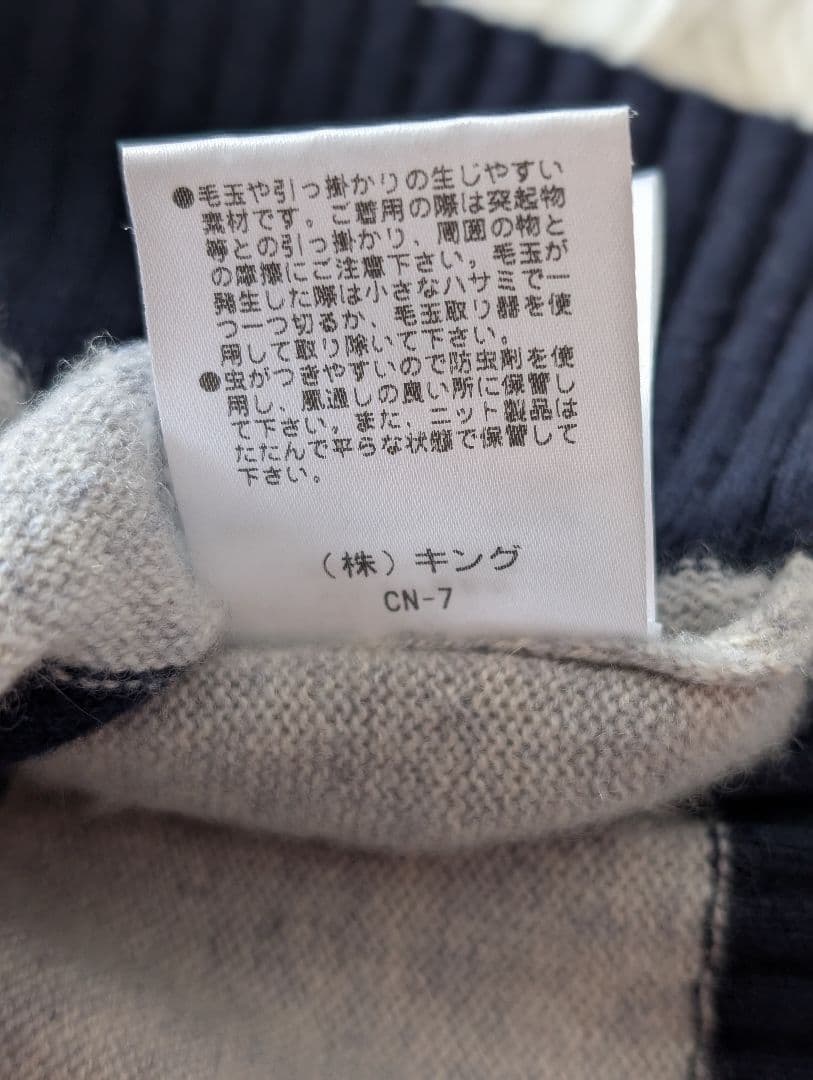 ●毛玉や引っ掛かりの生じやすい
素材です。ご着用の際は突起物
等との引っ掛かり、周囲の物と
の摩擦にご注意下さい。毛玉が
発生した際は小さなハサミで一
つ一つ切るか、毛玉取り器を使
用して取り除いて下さい。
●虫がつきやすいので防虫剤を使
用し、風通しの良い所に保管し
て下さい。また、ニット製品は
たたんで平らな状態で保管して
下さい。
（株）キング
CN-7